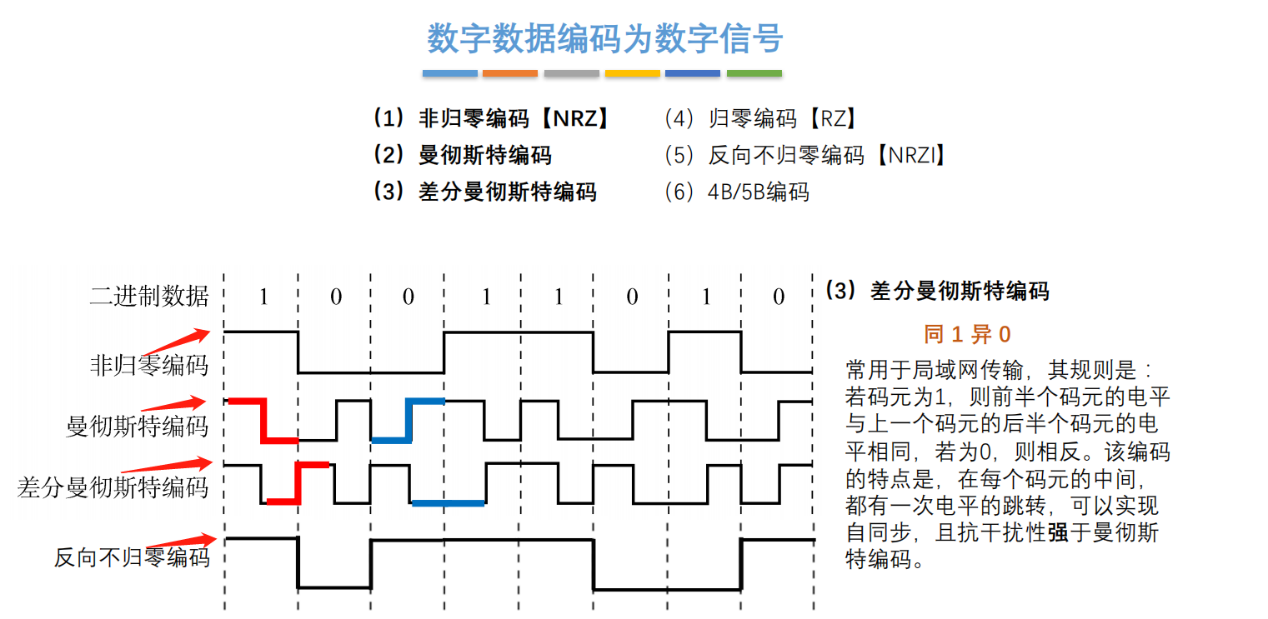 数字数据编码为数字信号
（1）非归零编码【NRZ】 （4）归零编码【RZ】
（2）曼彻斯特编码 （5）反向不归零编码【NRZI】
（3）差分曼彻斯特编码 （6）4B/5B编码
二进制数据 1 0 0 1 1 0 1 0
非归零编码
曼彻斯特编码
差分曼彻斯特编码
反向不归零编码
（3）差分曼彻斯特编码
同1异0
常用于局域网传输，其规则是：
若码元为1，则前半个码元的电平
与上一个码元的后半个码元的电
平相同，若为0，则相反。该编码
的特点是，在每个码元的中间，
都有一次电平的跳转，可以实现
自同步，且抗干扰性强于曼彻斯
特编码。